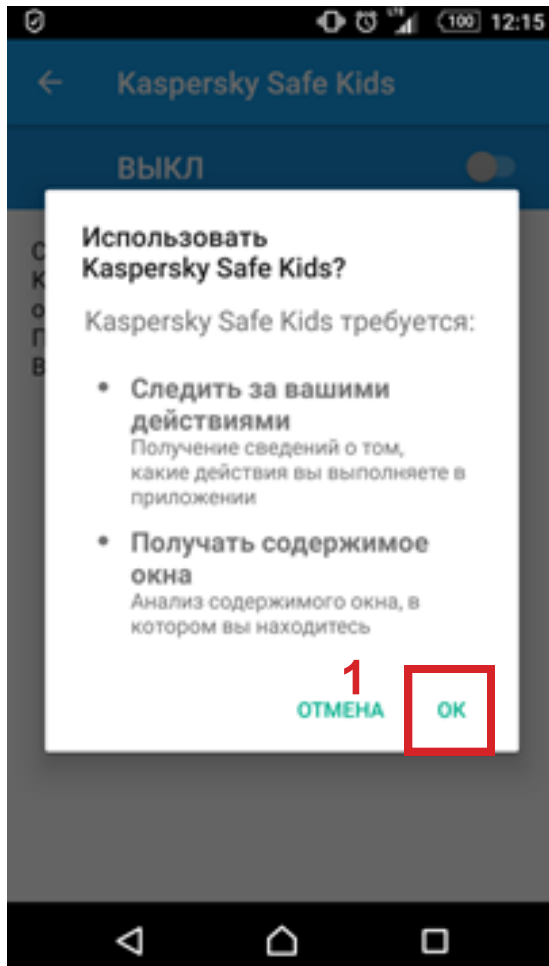 LTE 100 12:15
Kaspersky Safe Kids
ВЫКЛ
С
К
о
П
В
Использовать
Kaspersky Safe Kids?
Kaspersky Safe Kids требуется:
• Следить за вашими
действиями
Получение сведений о том,
какие действия вы выполняете в
приложении
• Получать содержимое
окна
Анализ содержимого окна, в
котором вы находитесь
1
ОТМЕНА ОК